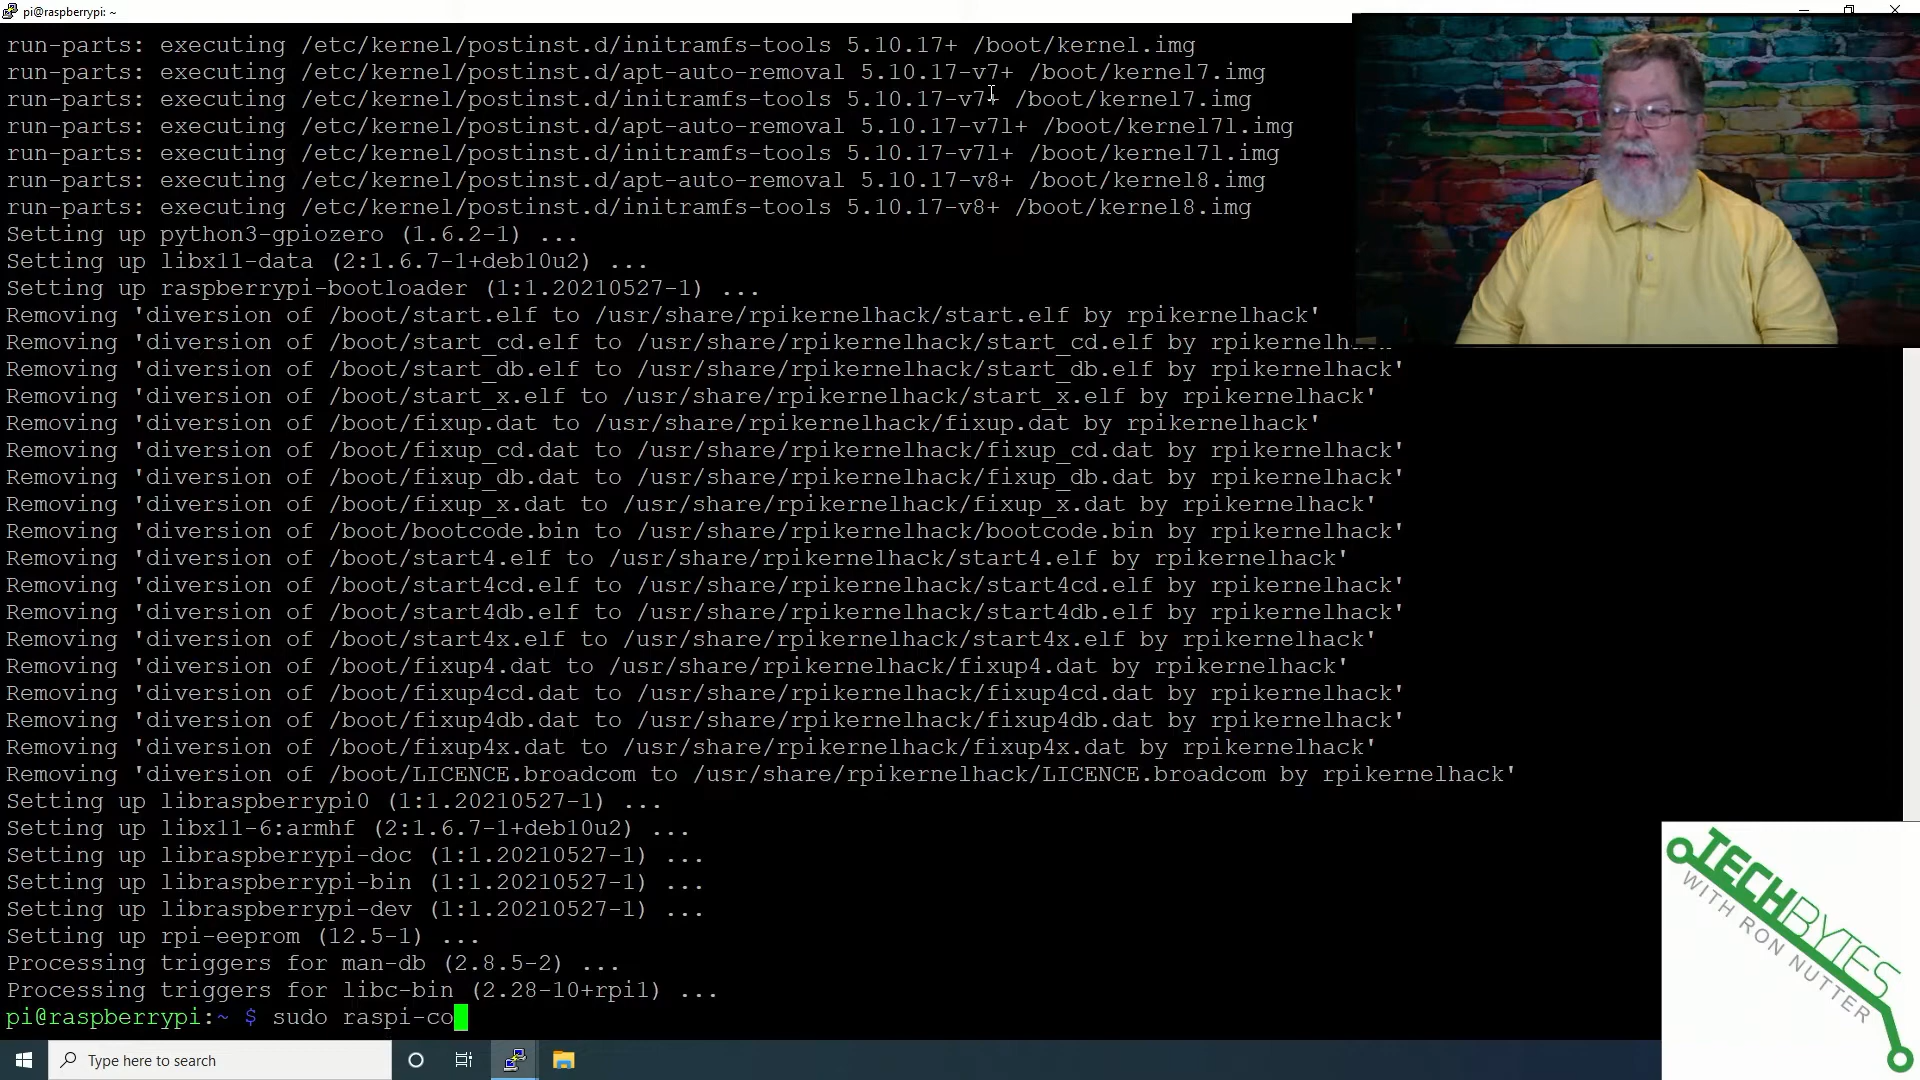 pi@raspberrypi: ~
run-parts: executing /etc/kernel/postinst.d/initramfs-tools 5.10.17+ /boot/kernel.img
run-parts: executing /etc/kernel/postinst.d/apt-auto-removal 5.10.17-v7+ /boot/kernel7.img
run-parts: executing /etc/kernel/postinst.d/initramfs-tools 5.10.17-v7+ /boot/kernel7.img
run-parts: executing /etc/kernel/postinst.d/apt-auto-removal 5.10.17-v7l+ /boot/kernel7l.img
run-parts: executing /etc/kernel/postinst.d/initramfs-tools 5.10.17-v7l+ /boot/kernel7l.img
run-parts: executing /etc/kernel/postinst.d/apt-auto-removal 5.10.17-v8+ /boot/kernel8.img
run-parts: executing /etc/kernel/postinst.d/initramfs-tools 5.10.17-v8+ /boot/kernel8.img
Setting up python3-gpiozero (1.6.2-1) ...
Setting up libx11-data (2:1.6.7-1+deb10u2) ...
Setting up raspberrypi-bootloader (1:1.20210527-1) ...
Removing 'diversion of /boot/start.elf to /usr/share/rpikernelhack/start.elf by rpikernelhack'
Removing 'diversion of /boot/start_cd.elf to /usr/share/rpikernelhack/start_cd.elf by rpikernelhack'
Removing 'diversion of /boot/start_db.elf to /usr/share/rpikernelhack/start_db.elf by rpikernelhack'
Removing 'diversion of /boot/start_x.elf to /usr/share/rpikernelhack/start_x.elf by rpikernelhack'
Removing 'diversion of /boot/fixup.dat to /usr/share/rpikernelhack/fixup.dat by rpikernelhack'
Removing 'diversion of /boot/fixup_cd.dat to /usr/share/rpikernelhack/fixup_cd.dat by rpikernelhack'
Removing 'diversion of /boot/fixup_db.dat to /usr/share/rpikernelhack/fixup_db.dat by rpikernelhack'
Removing 'diversion of /boot/fixup_x.dat to /usr/share/rpikernelhack/fixup_x.dat by rpikernelhack'
Removing 'diversion of /boot/bootcode.bin to /usr/share/rpikernelhack/bootcode.bin by rpikernelhack'
Removing 'diversion of /boot/start4.elf to /usr/share/rpikernelhack/start4.elf by rpikernelhack'
Removing 'diversion of /boot/start4cd.elf to /usr/share/rpikernelhack/start4cd.elf by rpikernelhack'
Removing 'diversion of /boot/start4db.elf to /usr/share/rpikernelhack/start4db.elf by rpikernelhack'
Removing 'diversion of /boot/start4x.elf to /usr/share/rpikernelhack/start4x.elf by rpikernelhack'
Removing 'diversion of /boot/fixup4.dat to /usr/share/rpikernelhack/fixup4.dat by rpikernelhack'
Removing 'diversion of /boot/fixup4cd.dat to /usr/share/rpikernelhack/fixup4cd.dat by rpikernelhack'
Removing 'diversion of /boot/fixup4db.dat to /usr/share/rpikernelhack/fixup4db.dat by rpikernelhack'
Removing 'diversion of /boot/fixup4x.dat to /usr/share/rpikernelhack/fixup4x.dat by rpikernelhack'
Removing 'diversion of /boot/LICENCE.broadcom to /usr/share/rpikernelhack/LICENCE.broadcom by rpikernelhack'
Setting up libraspberrypi0 (1:1.20210527-1) ...
Setting up libx11-6:armhf (2:1.6.7-1+deb10u2) ...
Setting up libraspberrypi-doc (1:1.20210527-1) ...
Setting up libraspberrypi-bin (1:1.20210527-1) ...
Setting up libraspberrypi-dev (1:1.20210527-1) ...
Setting up rpi-eeprom (12.5-1) ...
Processing triggers for man-db (2.8.5-2) ...
Processing triggers for libc-bin (2.28-10+rpi1) ...
pi@raspberrypi:~ $ sudo raspi-co
TECHBYTES
WITH RON NUTTER
Type here to search